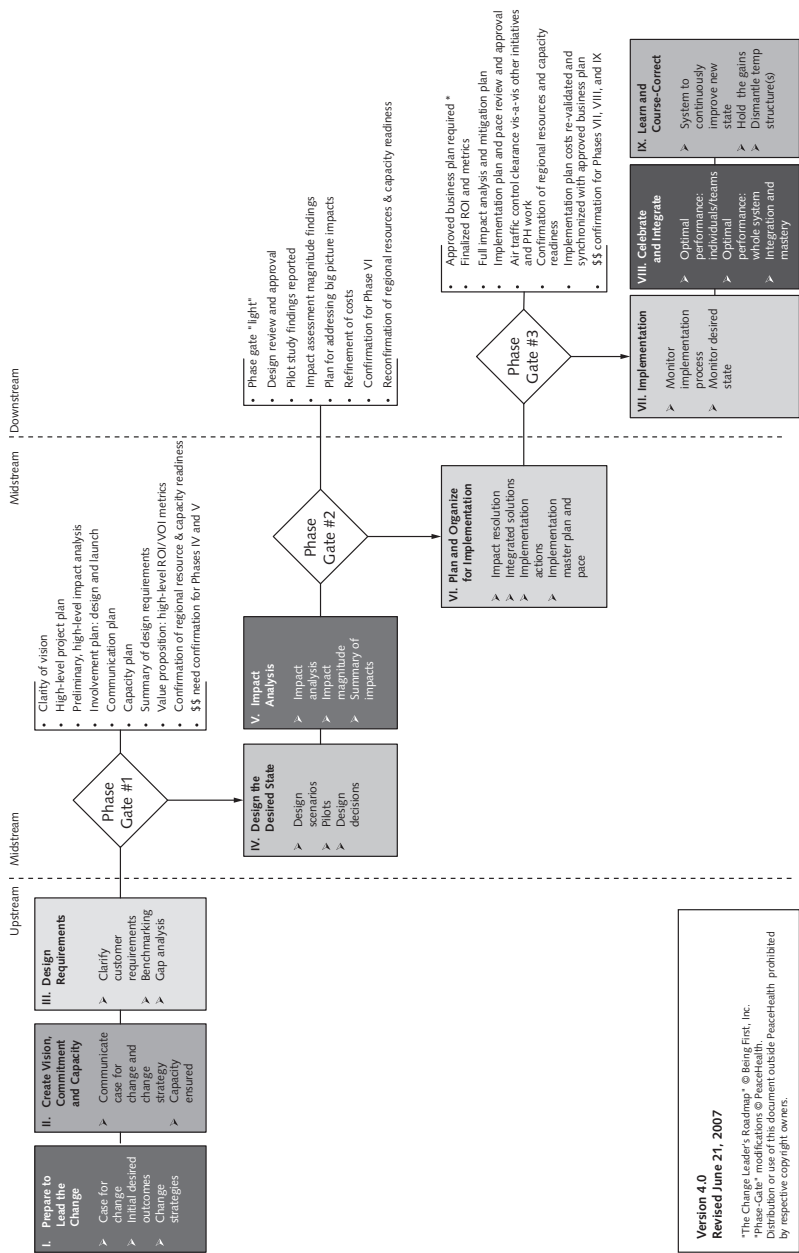 Upstream
Midstream
Midstream
Downstream
I. Prepare to
Lead the
Change
➢ Case for
change
➢ Initial desired
outcomes
➢ Change
strategies
II. Create Vision,
Commitment
and Capacity
➢ Communicate
case for
change and
change
strategy
➢ Capacity
ensured
III. Design
Requirements
➢ Clarify
customer
requirements
➢ Benchmarking
➢ Gap analysis
Phase
Gate #1
• Clarity of vision
• High-level project plan
• Preliminary, high-level impact analysis
• Involvement plan: design and launch
• Communication plan
• Capacity plan
• Summary of design requirements
• Value proposition: high-level ROI/VOI metrics
• Confirmation of regional resource & capacity readiness
• $$ need confirmation for Phases IV and V
IV. Design the
Desired State
➢ Design
scenarios
➢ Pilots
➢ Design
decisions
V. Impact
Analysis
➢ Impact
analysis
➢ Impact
magnitude
➢ Summary of
impacts
Phase
Gate #2
• Phase gate "light"
• Design review and approval
• Pilot study findings reported
• Impact assessment magnitude findings
• Plan for addressing big picture impacts
• Refinement of costs
• Confirmation for Phase VI
• Reconfirmation of regional resources & capacity readiness
VI. Plan and Organize
for Implementation
➢ Impact resolution
➢ Integrated solutions
➢ Implementation
actions
➢ Implementation
master plan and
pace
Phase
Gate #3
• Approved business plan required *
• Finalized ROI and metrics
• Full impact analysis and mitigation plan
• Implementation plan and pace review and approval
• Air traffic control clearance vis-a-vis other initiatives
and PH work
• Confirmation of regional resources and capacity
readiness
• Implementation plan costs re-validated and
synchronized with approved business plan
• $$ confirmation for Phases VII, VIII, and IX
VII. Implementation
➢ Monitor
implementation
process
➢ Monitor desired
state
VIII. Celebrate
and Integrate
➢ Optimal
performance:
individuals/teams
➢ Optimal
performance:
whole system
➢ Integration and
mastery
IX. Learn and
Course-Correct
➢ System to
continuously
improve new
state
➢ Hold the gains
➢ Dismantle temp
structure(s)
Version 4.0
Revised June 21, 2007
"The Change Leader's Roadmap" © Being First, Inc.
"Phase-Gate" modifications © PeaceHealth.
Distribution or use of this document outside PeaceHealth prohibited
by respective copyright owners.